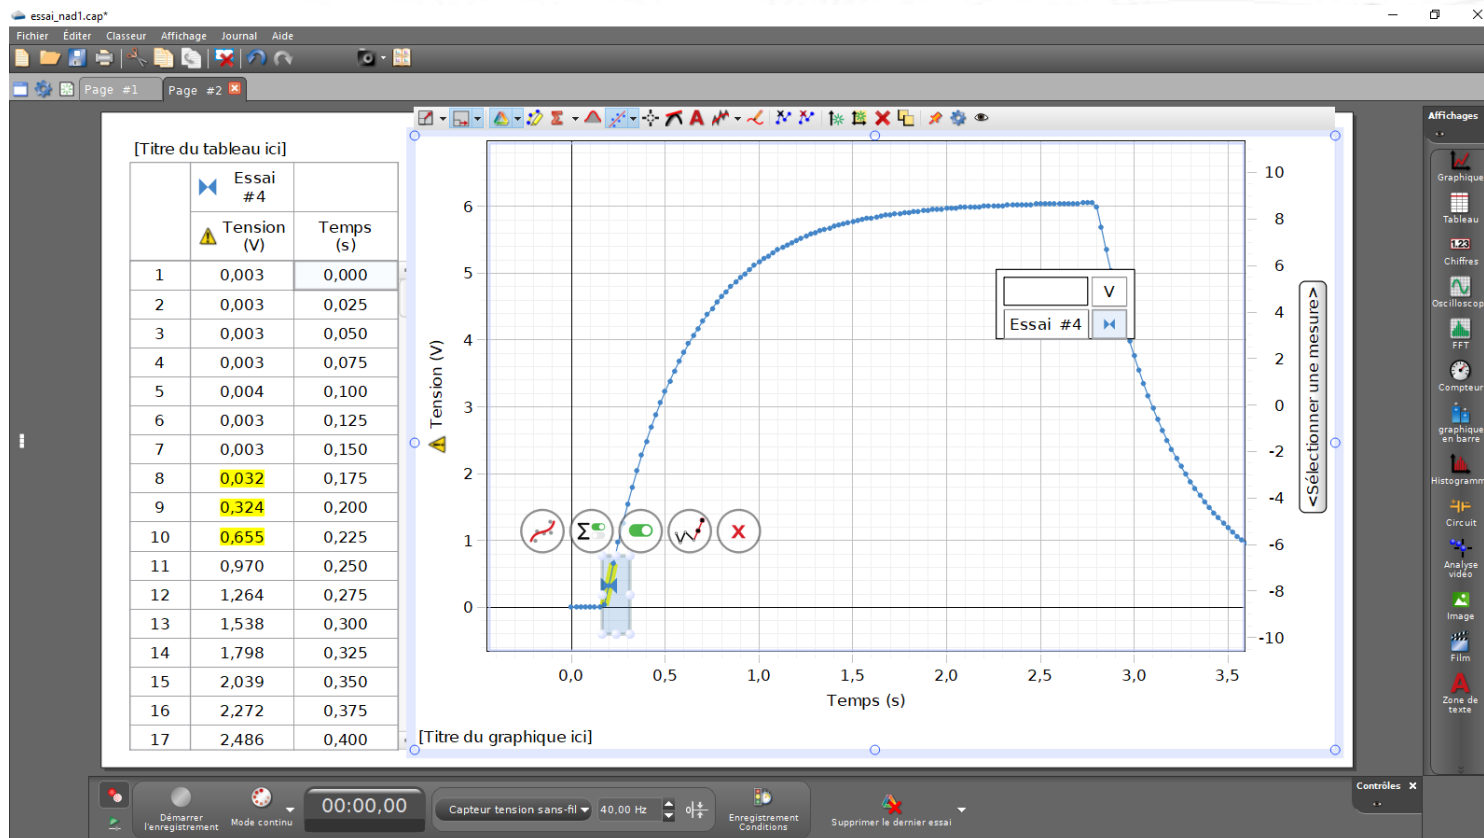 essai_nad1.cap*
Fichier Éditer Classeur Affichage Journal Aide
Page #1 Page #2
[Titre du tableau ici]
Essai
#4
Tension
(V)
Temps
(s)
1 0,003 0,000
2 0,003 0,025
3 0,003 0,050
4 0,003 0,075
5 0,004 0,100
6 0,003 0,125
7 0,003 0,150
8 0,032 0,175
9 0,324 0,200
10 0,655 0,225
11 0,970 0,250
12 1,264 0,275
13 1,538 0,300
14 1,798 0,325
15 2,039 0,350
16 2,272 0,375
17 2,486 0,400
Tension (V)
6
5
4
3
2
1
0
0,0 0,5 1,0 1,5 2,0 2,5 3,0 3,5
Temps (s)
V
Essai #4
10
8
6
4
2
0
-2
-4
-6
-8
-10
<Sélectionner une mesure>
[Titre du graphique ici]
Affichages
Graphique
Tableau
1.23
Chiffres
Oscilloscop
FFT
Compteur
graphique
en barre
Histogramm
Circuit
Analyse
vidéo
Image
Film
Zone de
texte
Démarrer
l'enregistrement
Mode continu
00:00,00
Capteur tension sans-fil
40,00 Hz
Enregistrement
Conditions
Supprimer le dernier essai
Contrôles